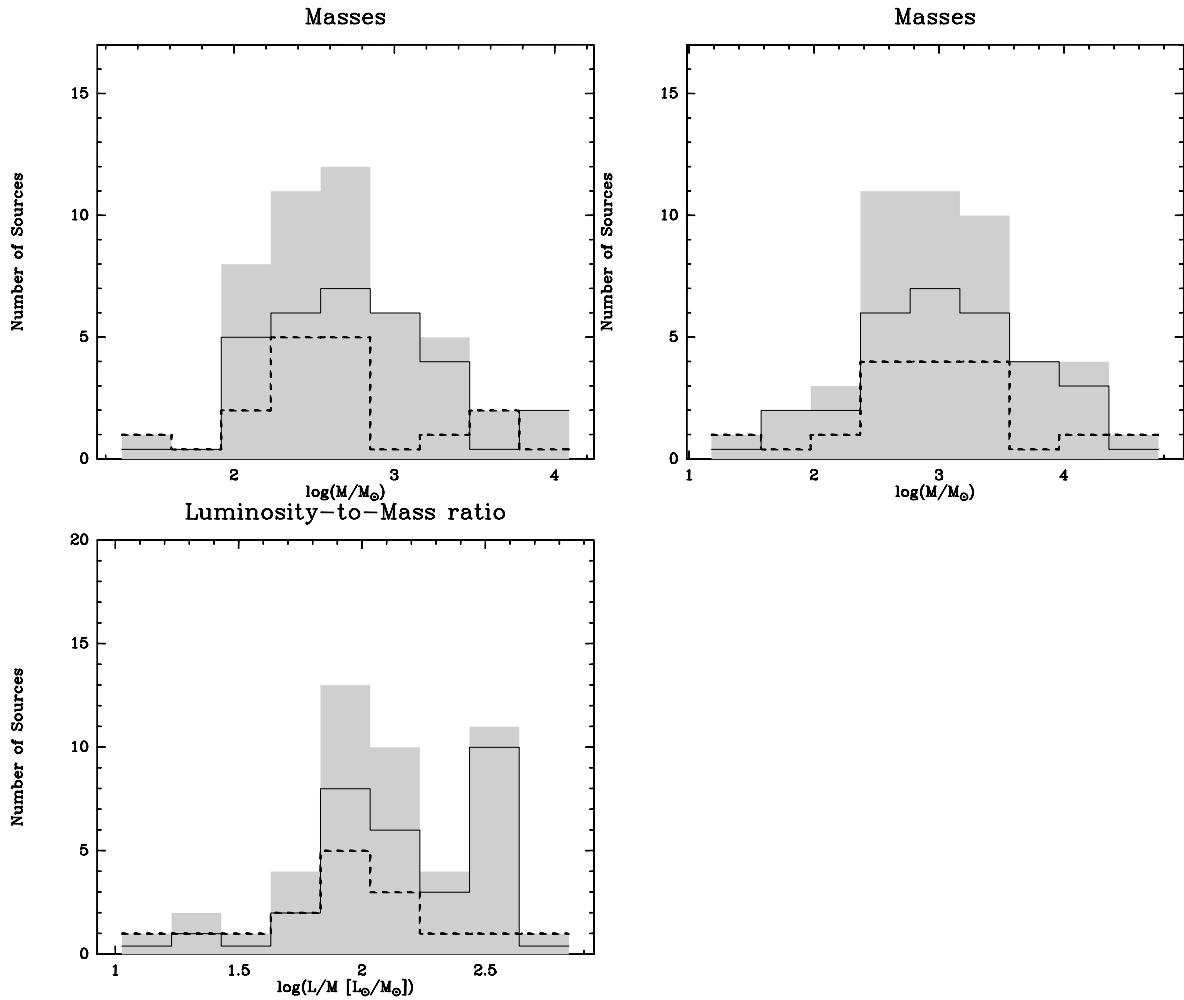 Masses
Masses
15
10
5
0
Number of Sources
2
3
4
log(M/M⊙)
15
10
5
0
Number of Sources
1
2
3
4
log(M/M⊙)
Luminosity−to−Mass ratio
20
15
10
5
0
Number of Sources
1
1.5
2
2.5
log(L/M [L⊙/M⊙])